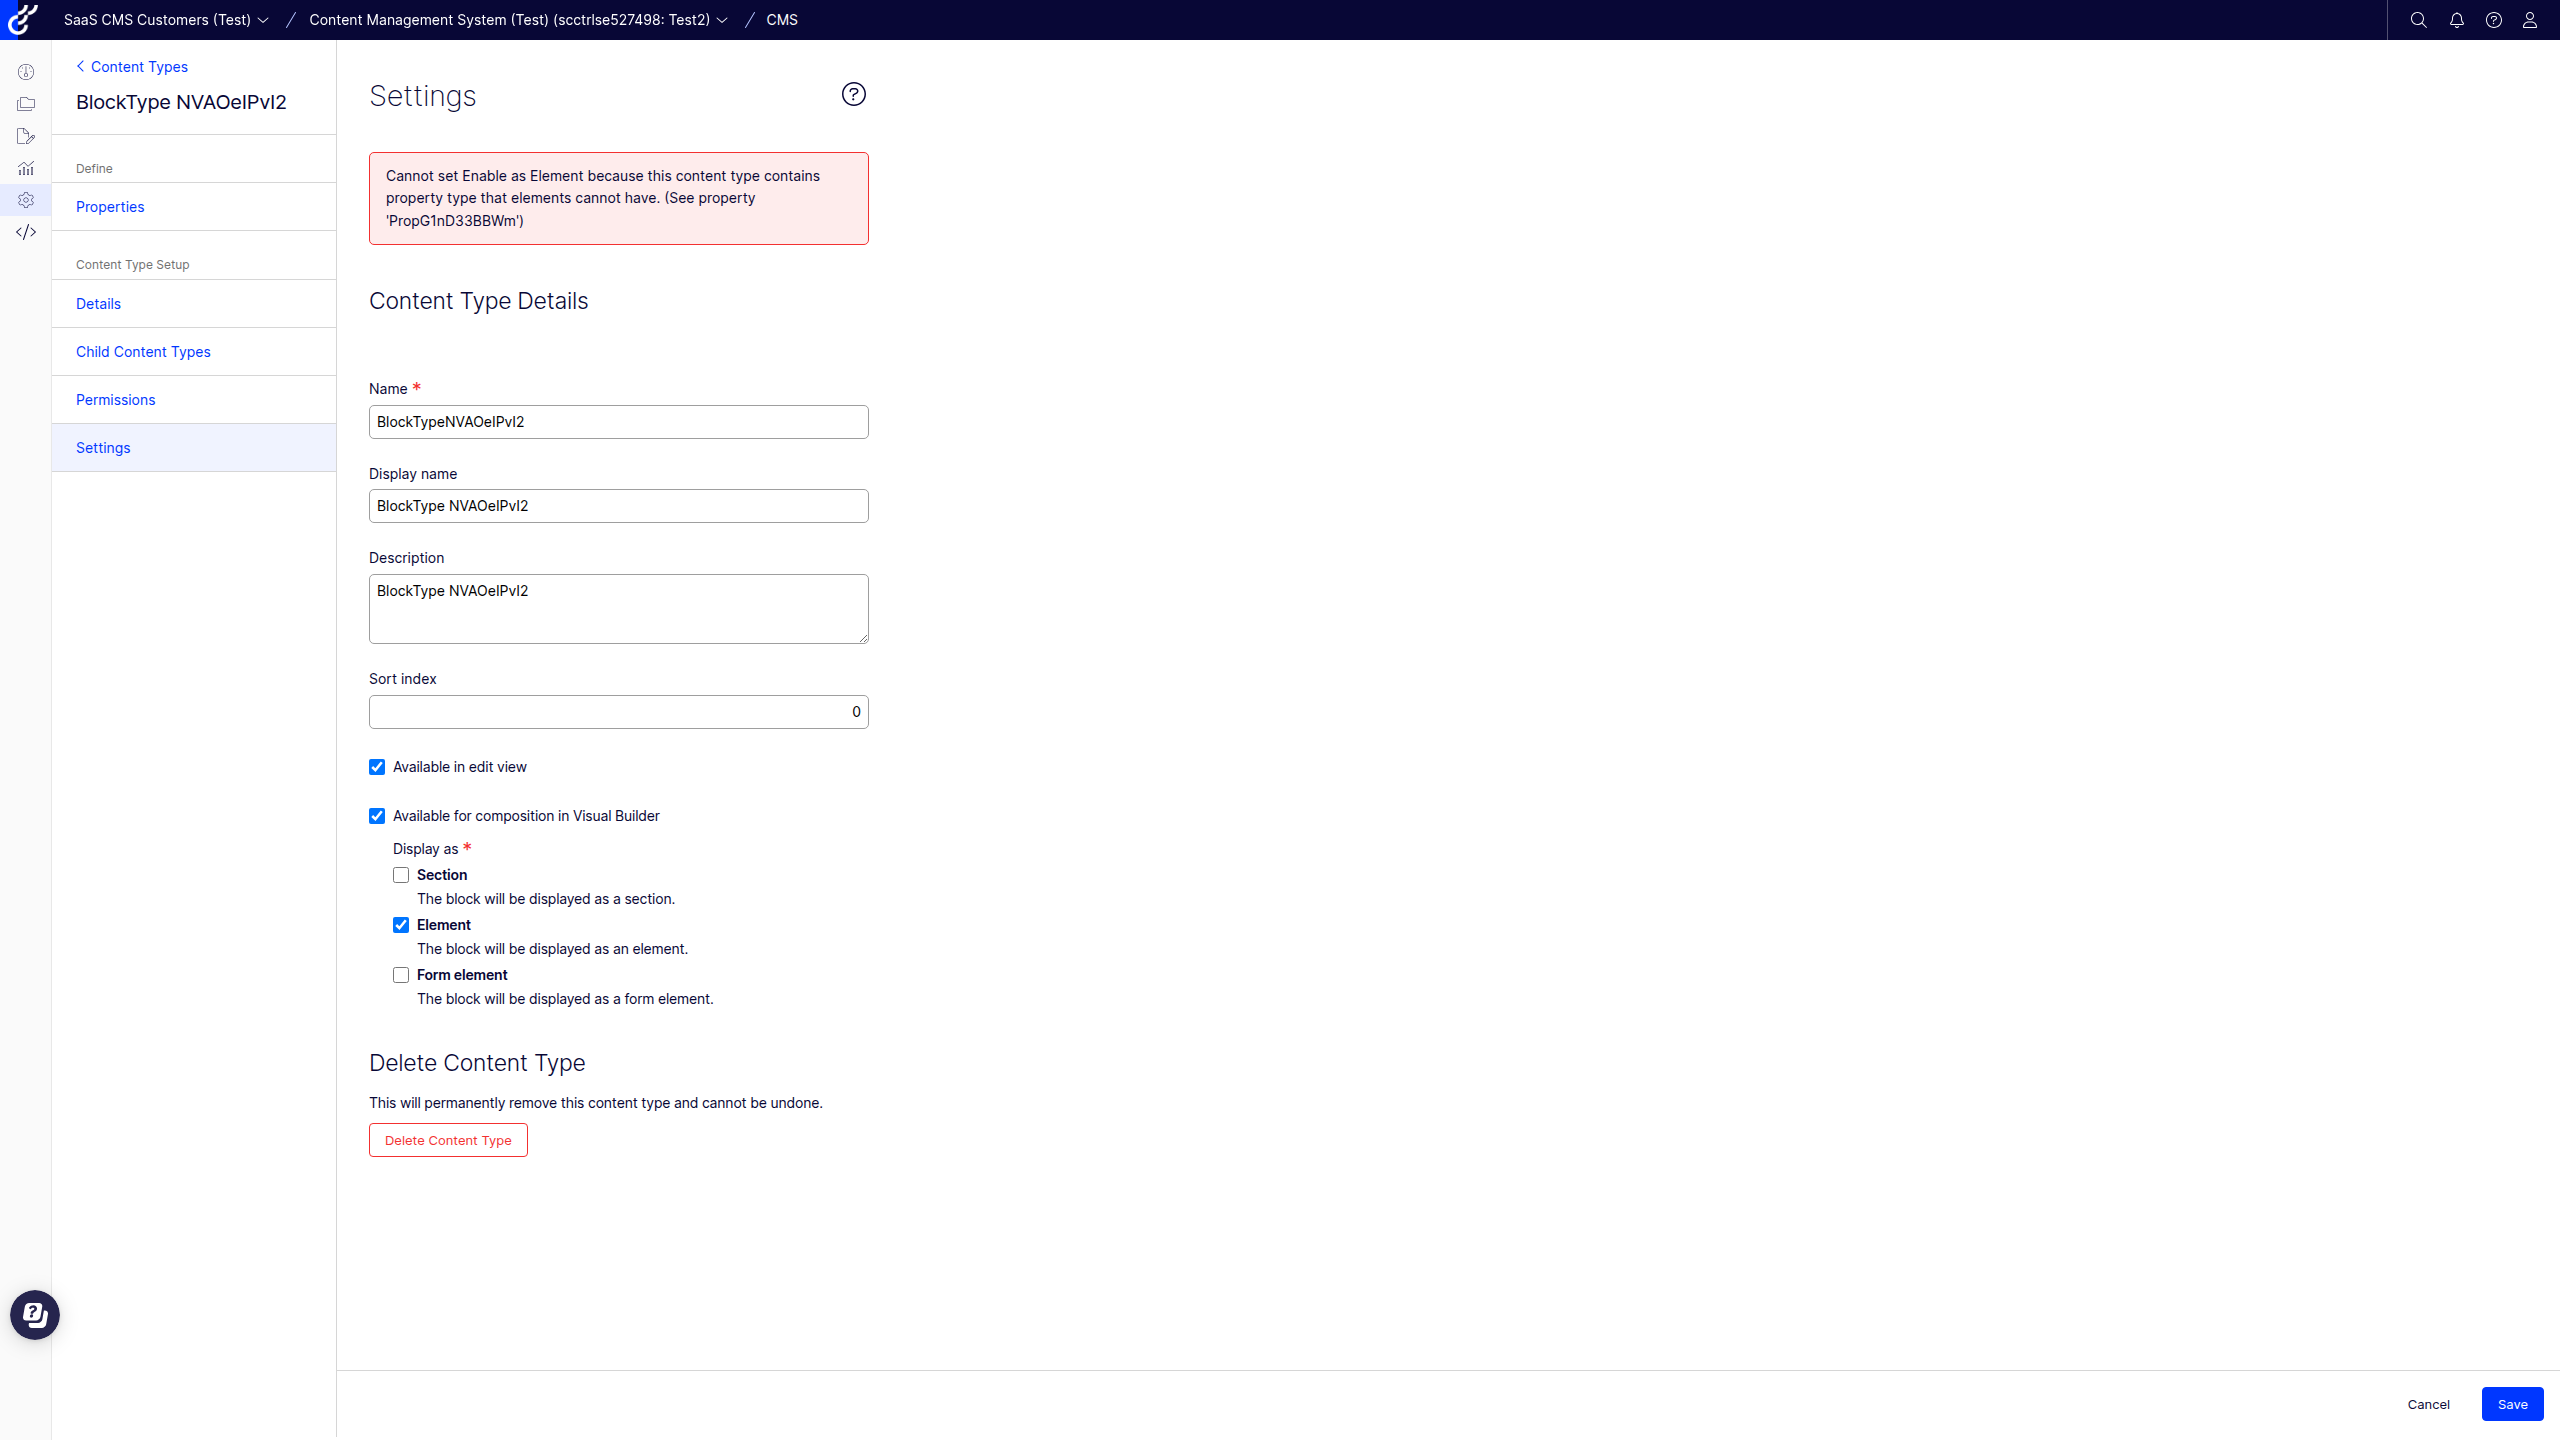 SaaS CMS Customers (Test) / Content Management System (Test) (scctrlse527498: Test2) / CMS
Content Types
BlockType NVAOeIPvI2
Define
Properties
Content Type Setup
Details
Child Content Types
Permissions
Settings
Settings
Cannot set Enable as Element because this content type contains
property type that elements cannot have. (See property
'PropG1nD33BBWm')
Content Type Details
Name *
BlockTypeNVAOeIPvI2
Display name
BlockType NVAOeIPvI2
Description
BlockType NVAOeIPvI2
Sort index
0
Available in edit view
Available for composition in Visual Builder
Display as *
Section
The block will be displayed as a section.
Element
The block will be displayed as an element.
Form element
The block will be displayed as a form element.
Delete Content Type
This will permanently remove this content type and cannot be undone.
Delete Content Type
Cancel Save